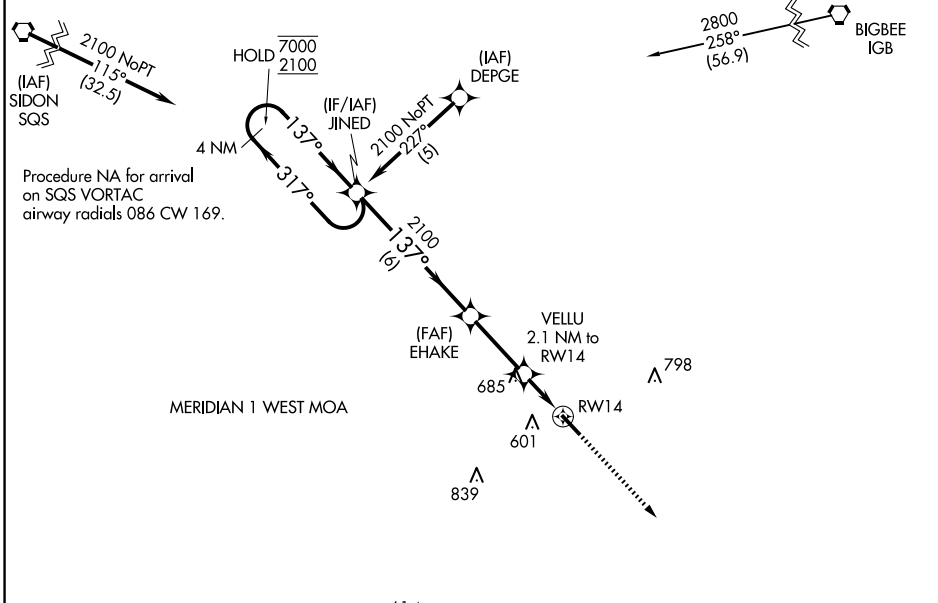 2100 NoPT
115°
(32.5)
(IAF)
SIDON
SQS
HOLD 7000
2100
(IAF)
DEPGE
2800
258°
(56.9)
BIGBEE
IGB
(IF/IAF)
JINED
2100 NoPT
227°
(5)
4 NM
137°
317°
Procedure NA for arrival
on SQS VORTAC
airway radials 086 CW 169.
2100
137°
(6)
(FAF)
EHAKE
VELLU
2.1 NM to
RW14
685
798
MERIDIAN 1 WEST MOA
RW14
601
839